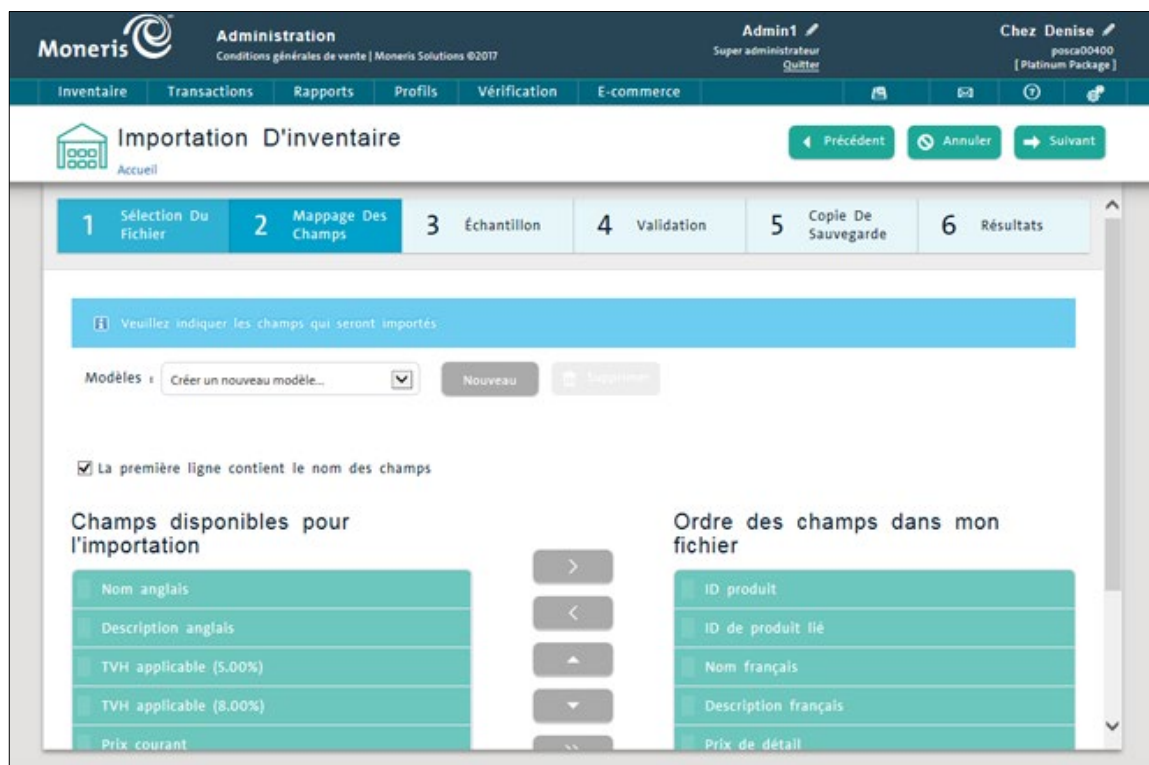 Moneris
Administration
Conditions générales de vente | Moneris Solutions ©2017
Admin1
Super administrateur
Quitter
Chez Denise
posca00400
[ Platinum Package ]
Inventaire Transactions Rapports Profils Vérification E-commerce
Importation D'inventaire
Accueil
Précédent Annuler Suivant
1 Sélection Du Fichier
2 Mappage Des Champs
3 Échantillon
4 Validation
5 Copie De Sauvegarde
6 Résultats
Veuillez indiquer les champs qui seront importés
Modèles : Créer un nouveau modèle... Nouveau Supprimer
La première ligne contient le nom des champs
Champs disponibles pour
l'importation
Nom anglais
Description anglais
TVH applicable (5.00%)
TVH applicable (8.00%)
Prix courant
Ordre des champs dans mon
fichier
ID produit
ID de produit lié
Nom français
Description français
Prix de détail